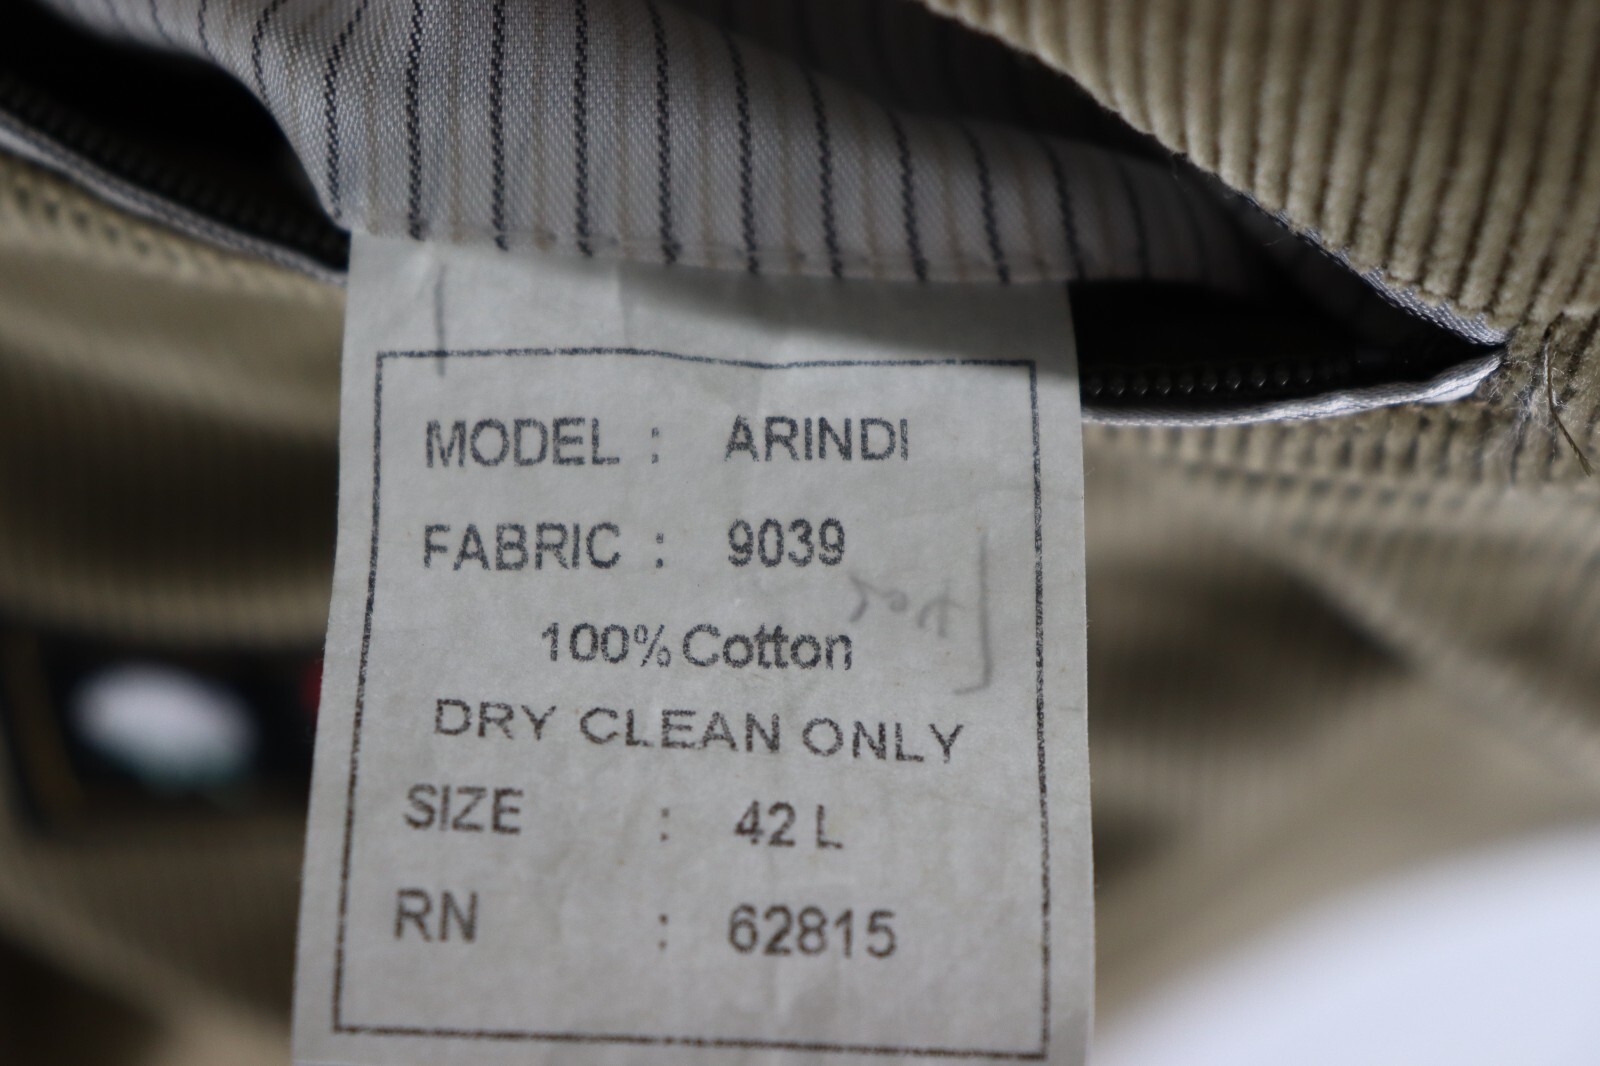 MODEL : ARINDI
FABRIC : 9039
100% Cotton
DRY CLEAN ONLY
SIZE : 42 L
RN : 62815